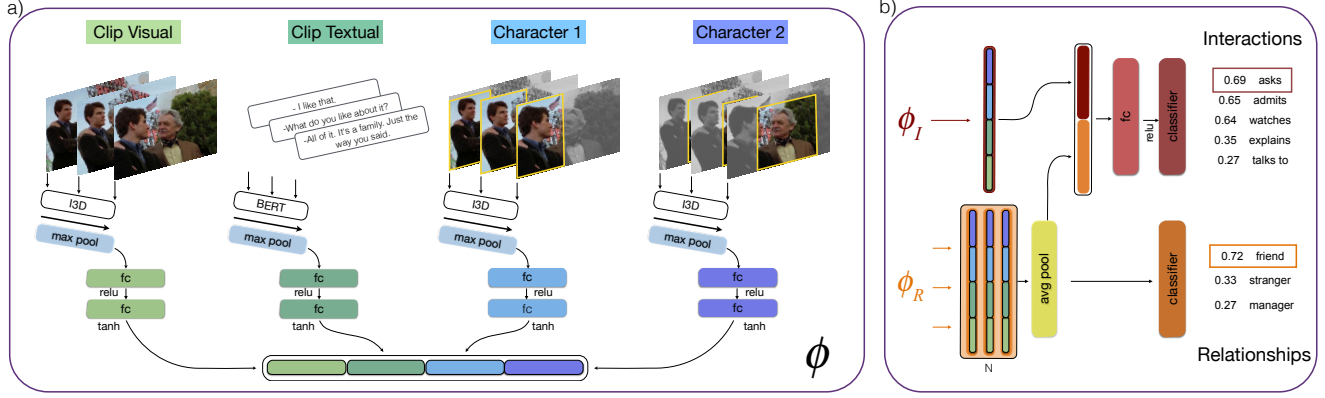 a)
Clip Visual
Clip Textual
Character 1
Character 2
- I like that.
-What do you like about it?
-All of it. It's a family. Just the
way you said.
I3D
BERT
I3D
I3D
max pool
max pool
max pool
max pool
fc
fc
fc
fc
relu
relu
relu
relu
fc
fc
fc
fc
tanh
tanh
tanh
tanh
ϕ
b)
Interactions
ϕI
fc
relu
classifier
0.69 asks
0.65 admits
0.64 watches
0.35 explains
0.27 talks to
ϕR
avg pool
classifier
0.72 friend
0.33 stranger
0.27 manager
Relationships
N